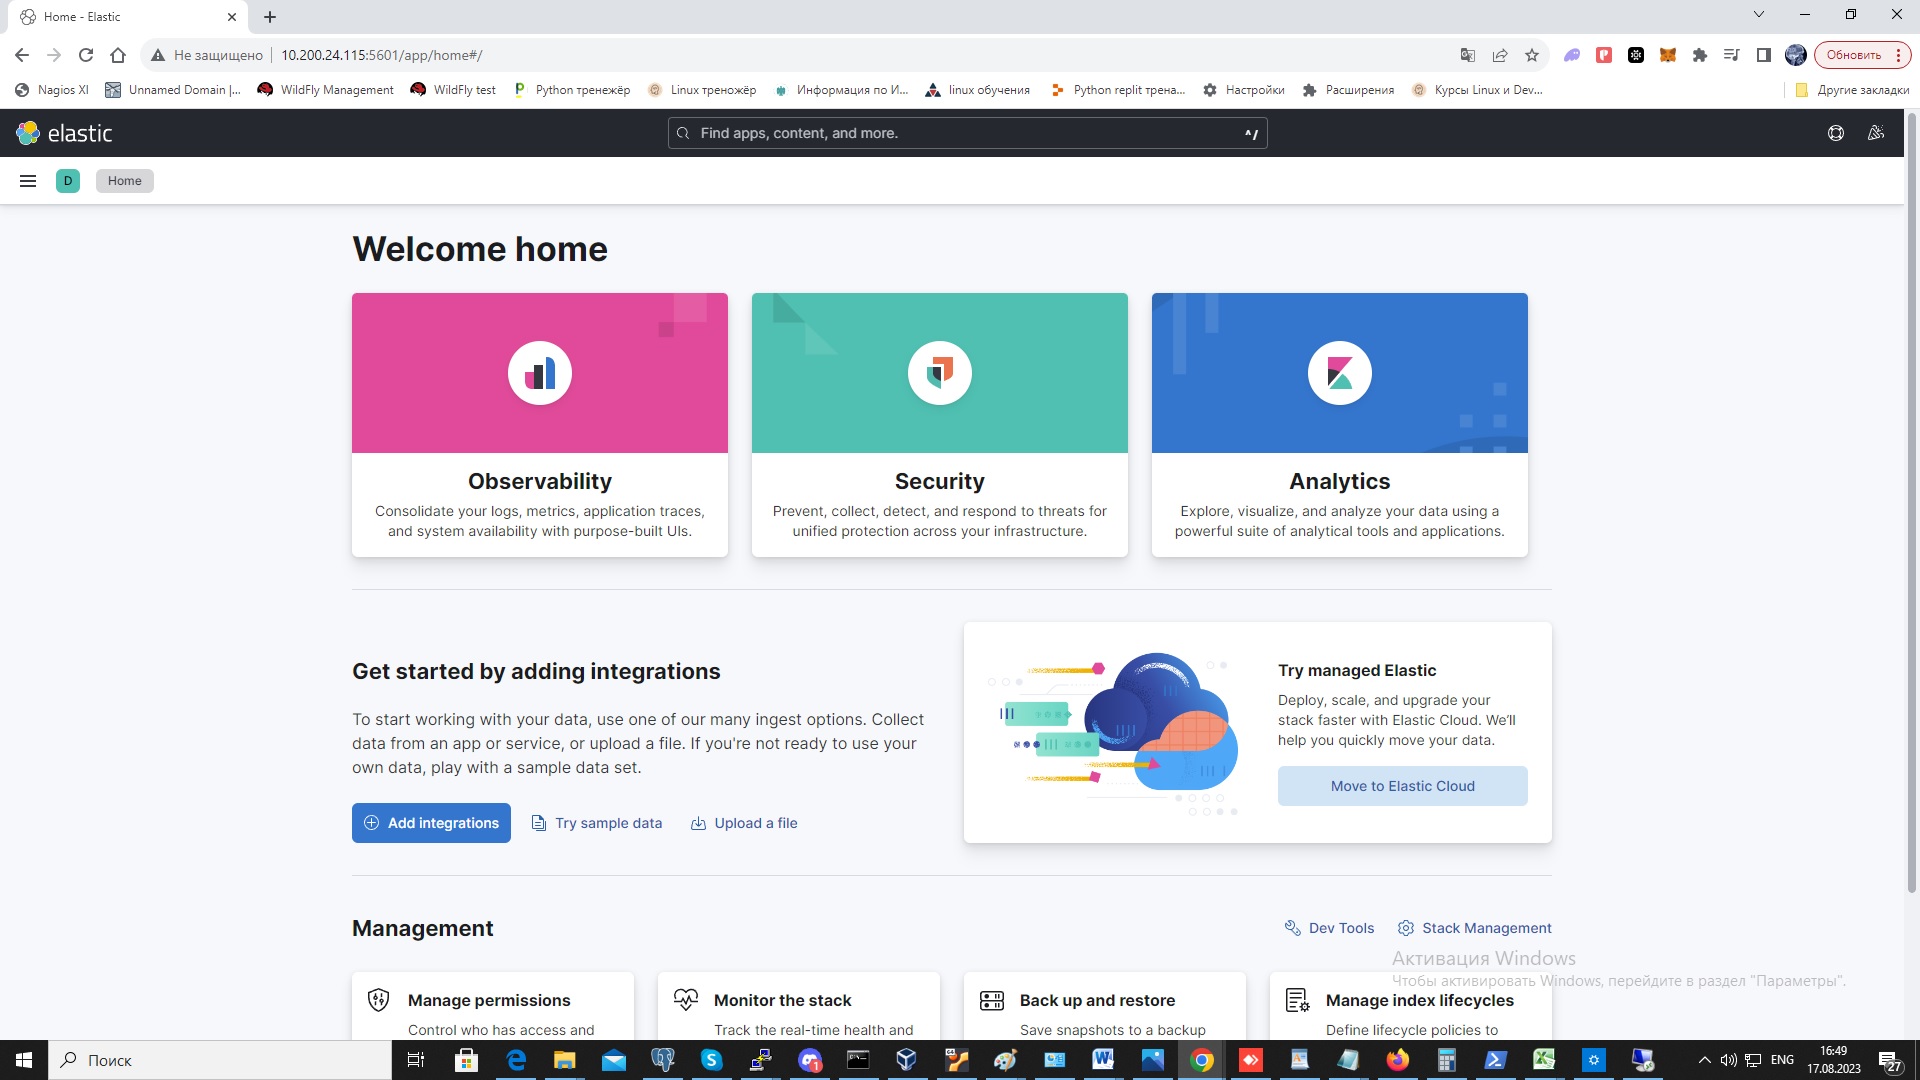 Home - Elastic
Не защищено
10.200.24.115:5601/app/home#/
Обновить
Nagios XI
Unnamed Domain |...
WildFly Management
WildFly test
Python тренежёр
Linux треножёр
Информация по И...
linux обучения
Python replit трена...
Настройки
Расширения
Курсы Linux и Dev...
Другие закладки
elastic
Find apps, content, and more.
^/
D
Home
Welcome home
Observability
Consolidate your logs, metrics, application traces,
and system availability with purpose-built UIs.
Security
Prevent, collect, detect, and respond to threats for
unified protection across your infrastructure.
Analytics
Explore, visualize, and analyze your data using a
powerful suite of analytical tools and applications.
Get started by adding integrations
To start working with your data, use one of our many ingest options. Collect
data from an app or service, or upload a file. If you're not ready to use your
own data, play with a sample data set.
Add integrations
Try sample data
Upload a file
Try managed Elastic
Deploy, scale, and upgrade your
stack faster with Elastic Cloud. We'll
help you quickly move your data.
Move to Elastic Cloud
Management
Dev Tools
Stack Management
Активация Windows
Чтобы активировать Windows, перейдите в раздел "Параметры".
Manage permissions
Control who has access and
Monitor the stack
Track the real-time health and
Back up and restore
Save snapshots to a backup
Manage index lifecycles
Define lifecycle policies to
Поиск
ENG
16:49
17.08.2023
27